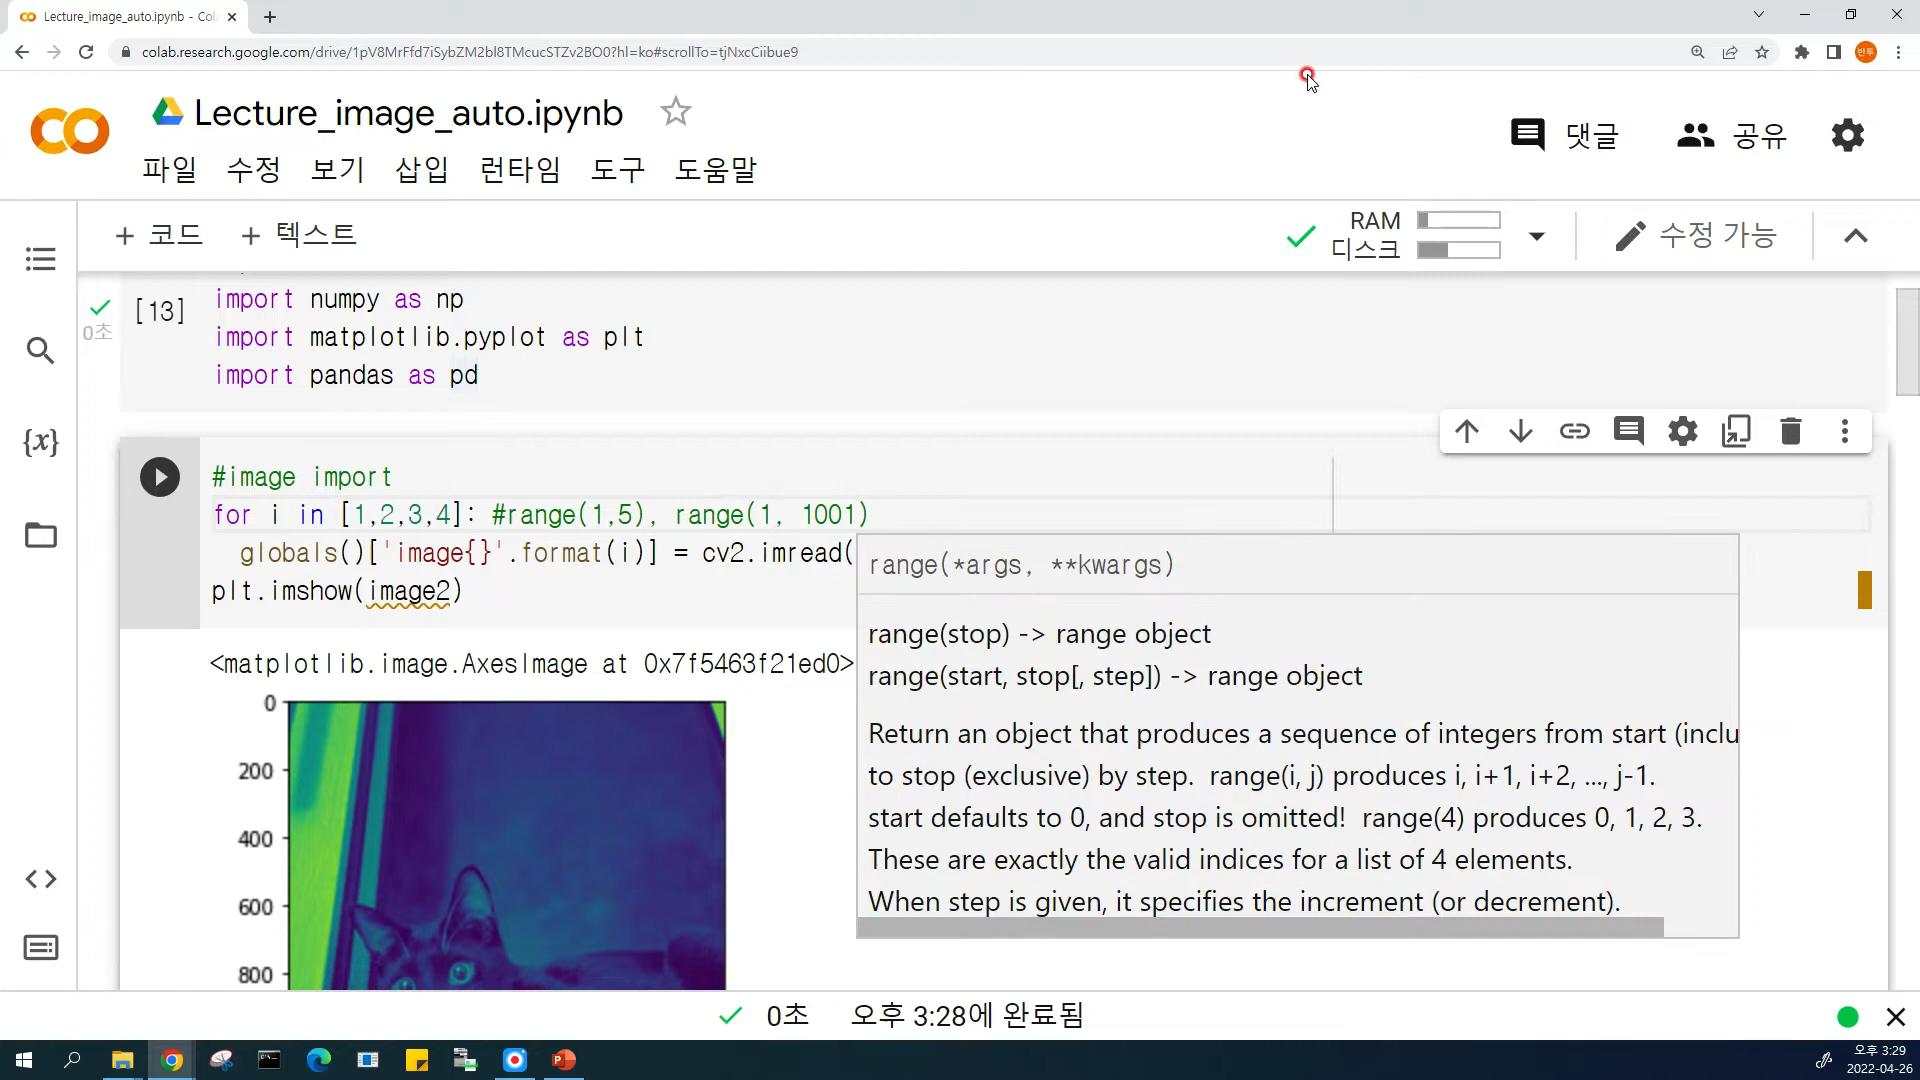 Lecture_image_auto.ipynb - Col
colab.research.google.com/drive/1pV8MrFfd7iSybZM2bl8TMcucSTZv2BO0?hl=ko#scrollTo=tjNxcCiibue9
반투
Lecture_image_auto.ipynb
댓글
공유
파일 수정 보기 삽입 런타임 도구 도움말
+ 코드 + 텍스트
RAM
디스크
수정 가능
[13]
0초
import numpy as np
import matplotlib.pyplot as plt
import pandas as pd
{x}
#image import
for i in [1,2,3,4]: #range(1,5), range(1, 1001)
globals()['image{}'.format(i)] = cv2.imread(
plt.imshow(image2)
range(*args, **kwargs)
range(stop) -> range object
range(start, stop[, step]) -> range object
Return an object that produces a sequence of integers from start (inclu
to stop (exclusive) by step. range(i, j) produces i, i+1, i+2, ..., j-1.
start defaults to 0, and stop is omitted! range(4) produces 0, 1, 2, 3.
These are exactly the valid indices for a list of 4 elements.
When step is given, it specifies the increment (or decrement).
<matplotlib.image.AxesImage at 0x7f5463f21ed0>
0
200
400
600
800
0초 오후 3:28에 완료됨
오후 3:29
2022-04-26